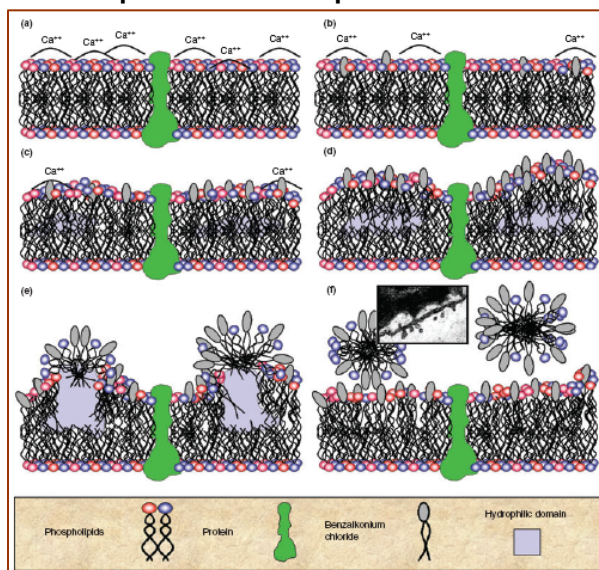 (a)
Ca++ Ca++ Ca++ Ca++ Ca++ Ca++
(b)
Ca++ Ca++ Ca++
(c)
Ca++ Ca++
(d)
(e)
(f)
Phospholipids
Protein
Benzalkonium
chloride
Hydrophilic domain